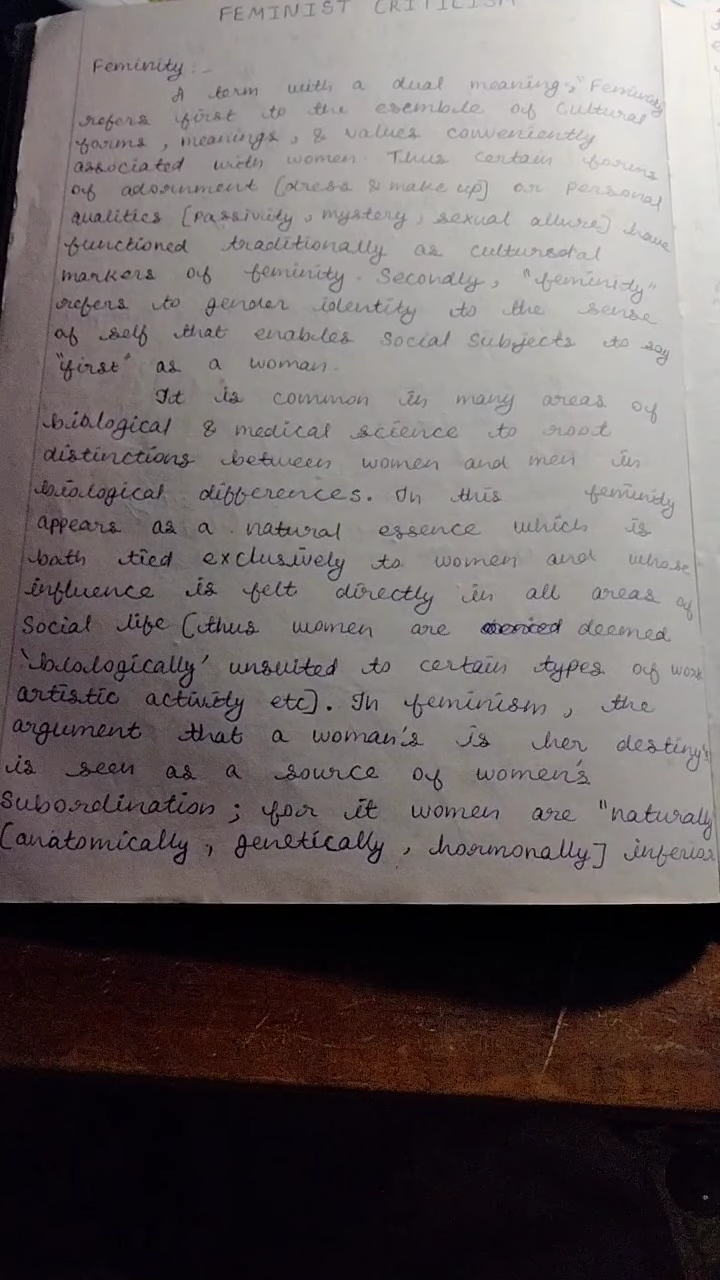 FEMINIST CRITICISM
Feminity :-
A term with a dual meaning, "Feminity
refers first to the esemble of cultural
forms, meanings, & values conveniently
associated with women. Thus certain forms
of adornment [dress & make up] or personal
qualities [passivity, mystery, sexual allure] have
functioned traditionally as
markers of feminity. Secondly, "feminity"
refers to gender identity to the sense
of self that enables social subjects to say
"first" as a woman.
It is common in many areas of
biological & medical science to root
distinctions between women and men in
biological differences. In this feminity
appears as a natural essence which is
both tied exclusively to women and whose
influence is felt directly in all areas of
social life (thus women are deemed
'biologically' unsuited to certain types of work
artistic activity etc]. In feminism, the
argument that a woman's is her destiny's
is seen as a source of women's
subordination; for it women are "naturally
[anatomically, genetically, hormonally] inferior